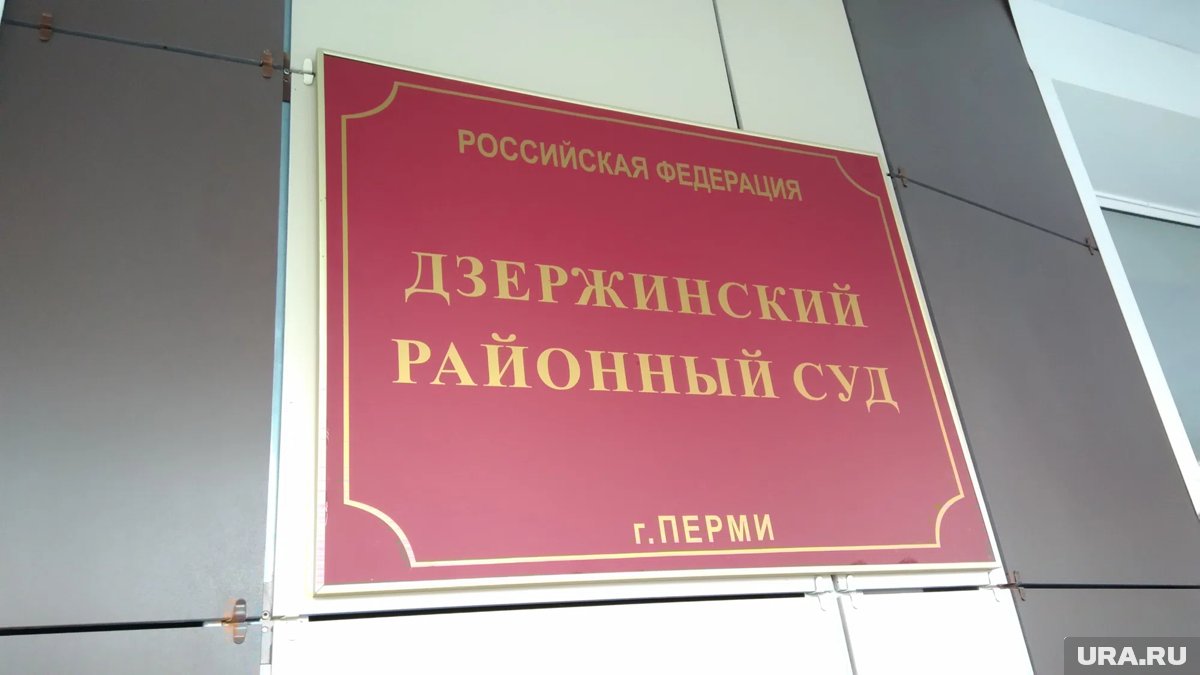 РОССИЙСКАЯ ФЕДЕРАЦИЯ
ДЗЕРЖИНСКИЙ
РАЙОННЫЙ СУД
г.ПЕРМИ
URA.RU